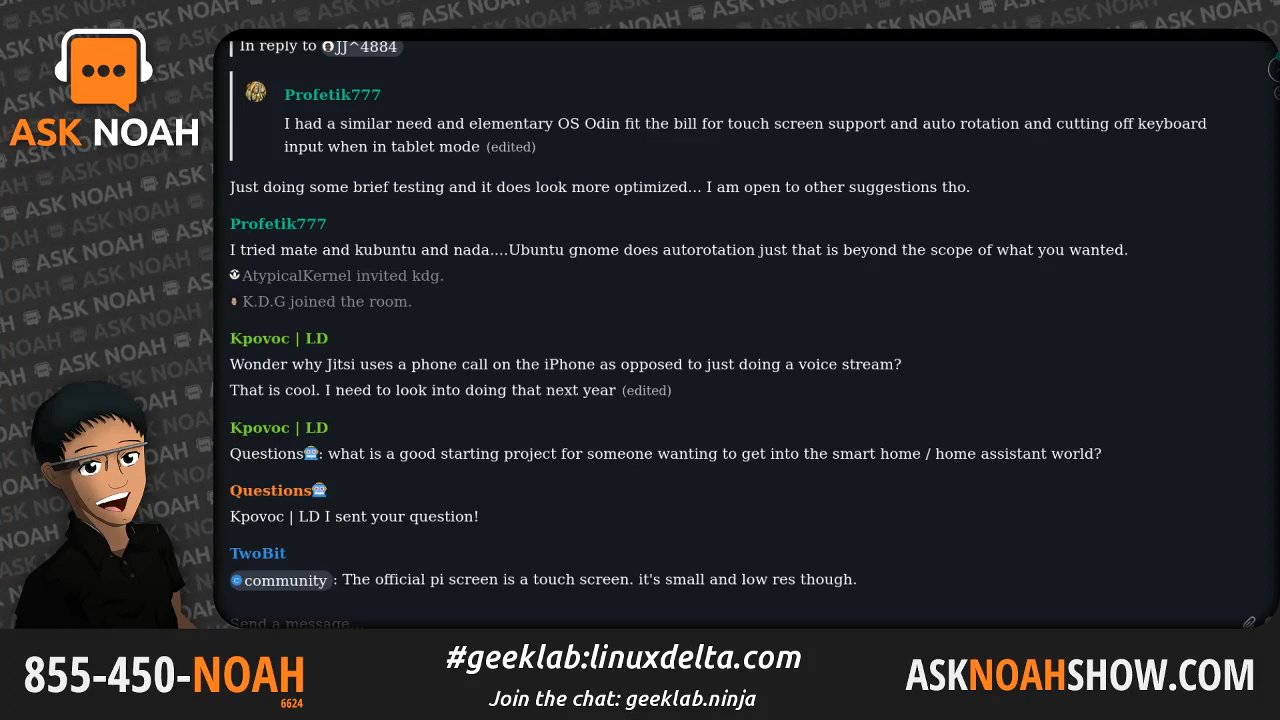 ASK NOAH
In reply to JJ^4884
Profetik777
I had a similar need and elementary OS Odin fit the bill for touch screen support and auto rotation and cutting off keyboard
input when in tablet mode (edited)
Just doing some brief testing and it does look more optimized... I am open to other suggestions tho.
Profetik777
I tried mate and kubuntu and nada....Ubuntu gnome does autorotation just that is beyond the scope of what you wanted.
AtypicalKernel invited kdg.
K.D.G joined the room.
Kpovoc | LD
Wonder why Jitsi uses a phone call on the iPhone as opposed to just doing a voice stream?
That is cool. I need to look into doing that next year (edited)
Kpovoc | LD
Questions🤖: what is a good starting project for someone wanting to get into the smart home / home assistant world?
Questions🤖
Kpovoc | LD I sent your question!
TwoBit
C community : The official pi screen is a touch screen. it's small and low res though.
Send a message...
855-450-NOAH
6624
#geeklab:linuxdelta.com
Join the chat: geeklab.ninja
ASKNOAHSHOW.COM